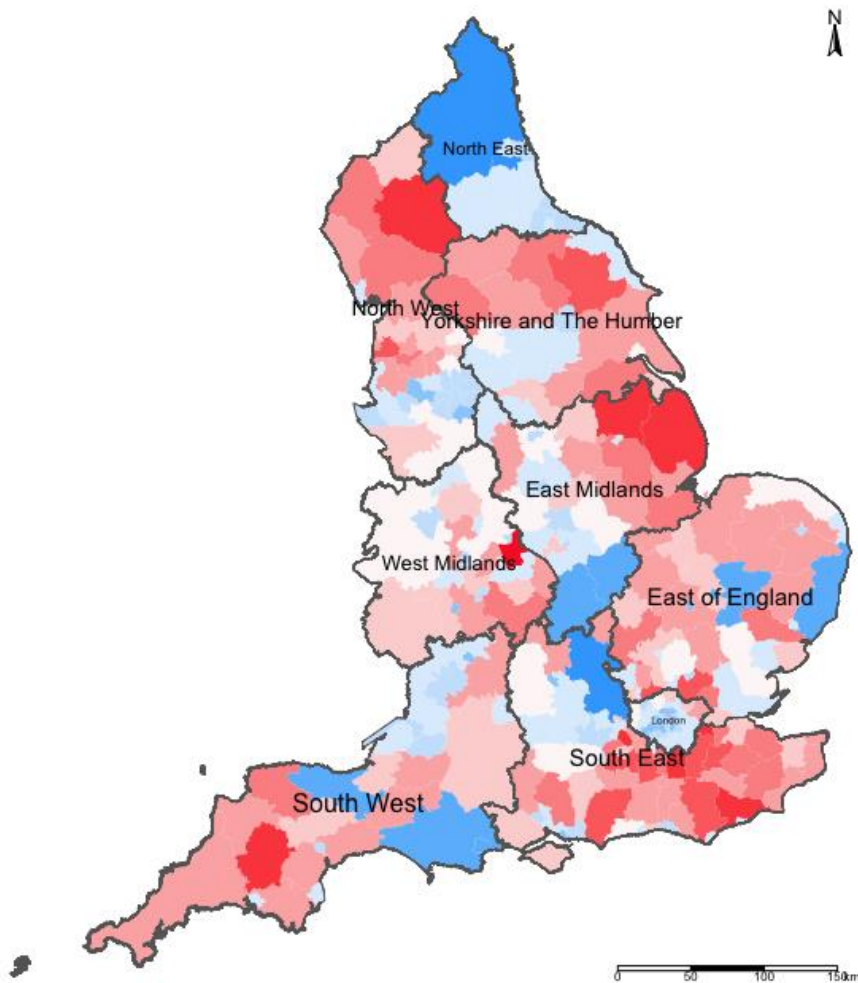 N
North East
North West
Yorkshire and The Humber
East Midlands
West Midlands
East of England
London
South East
South West
0 50 100 150 km